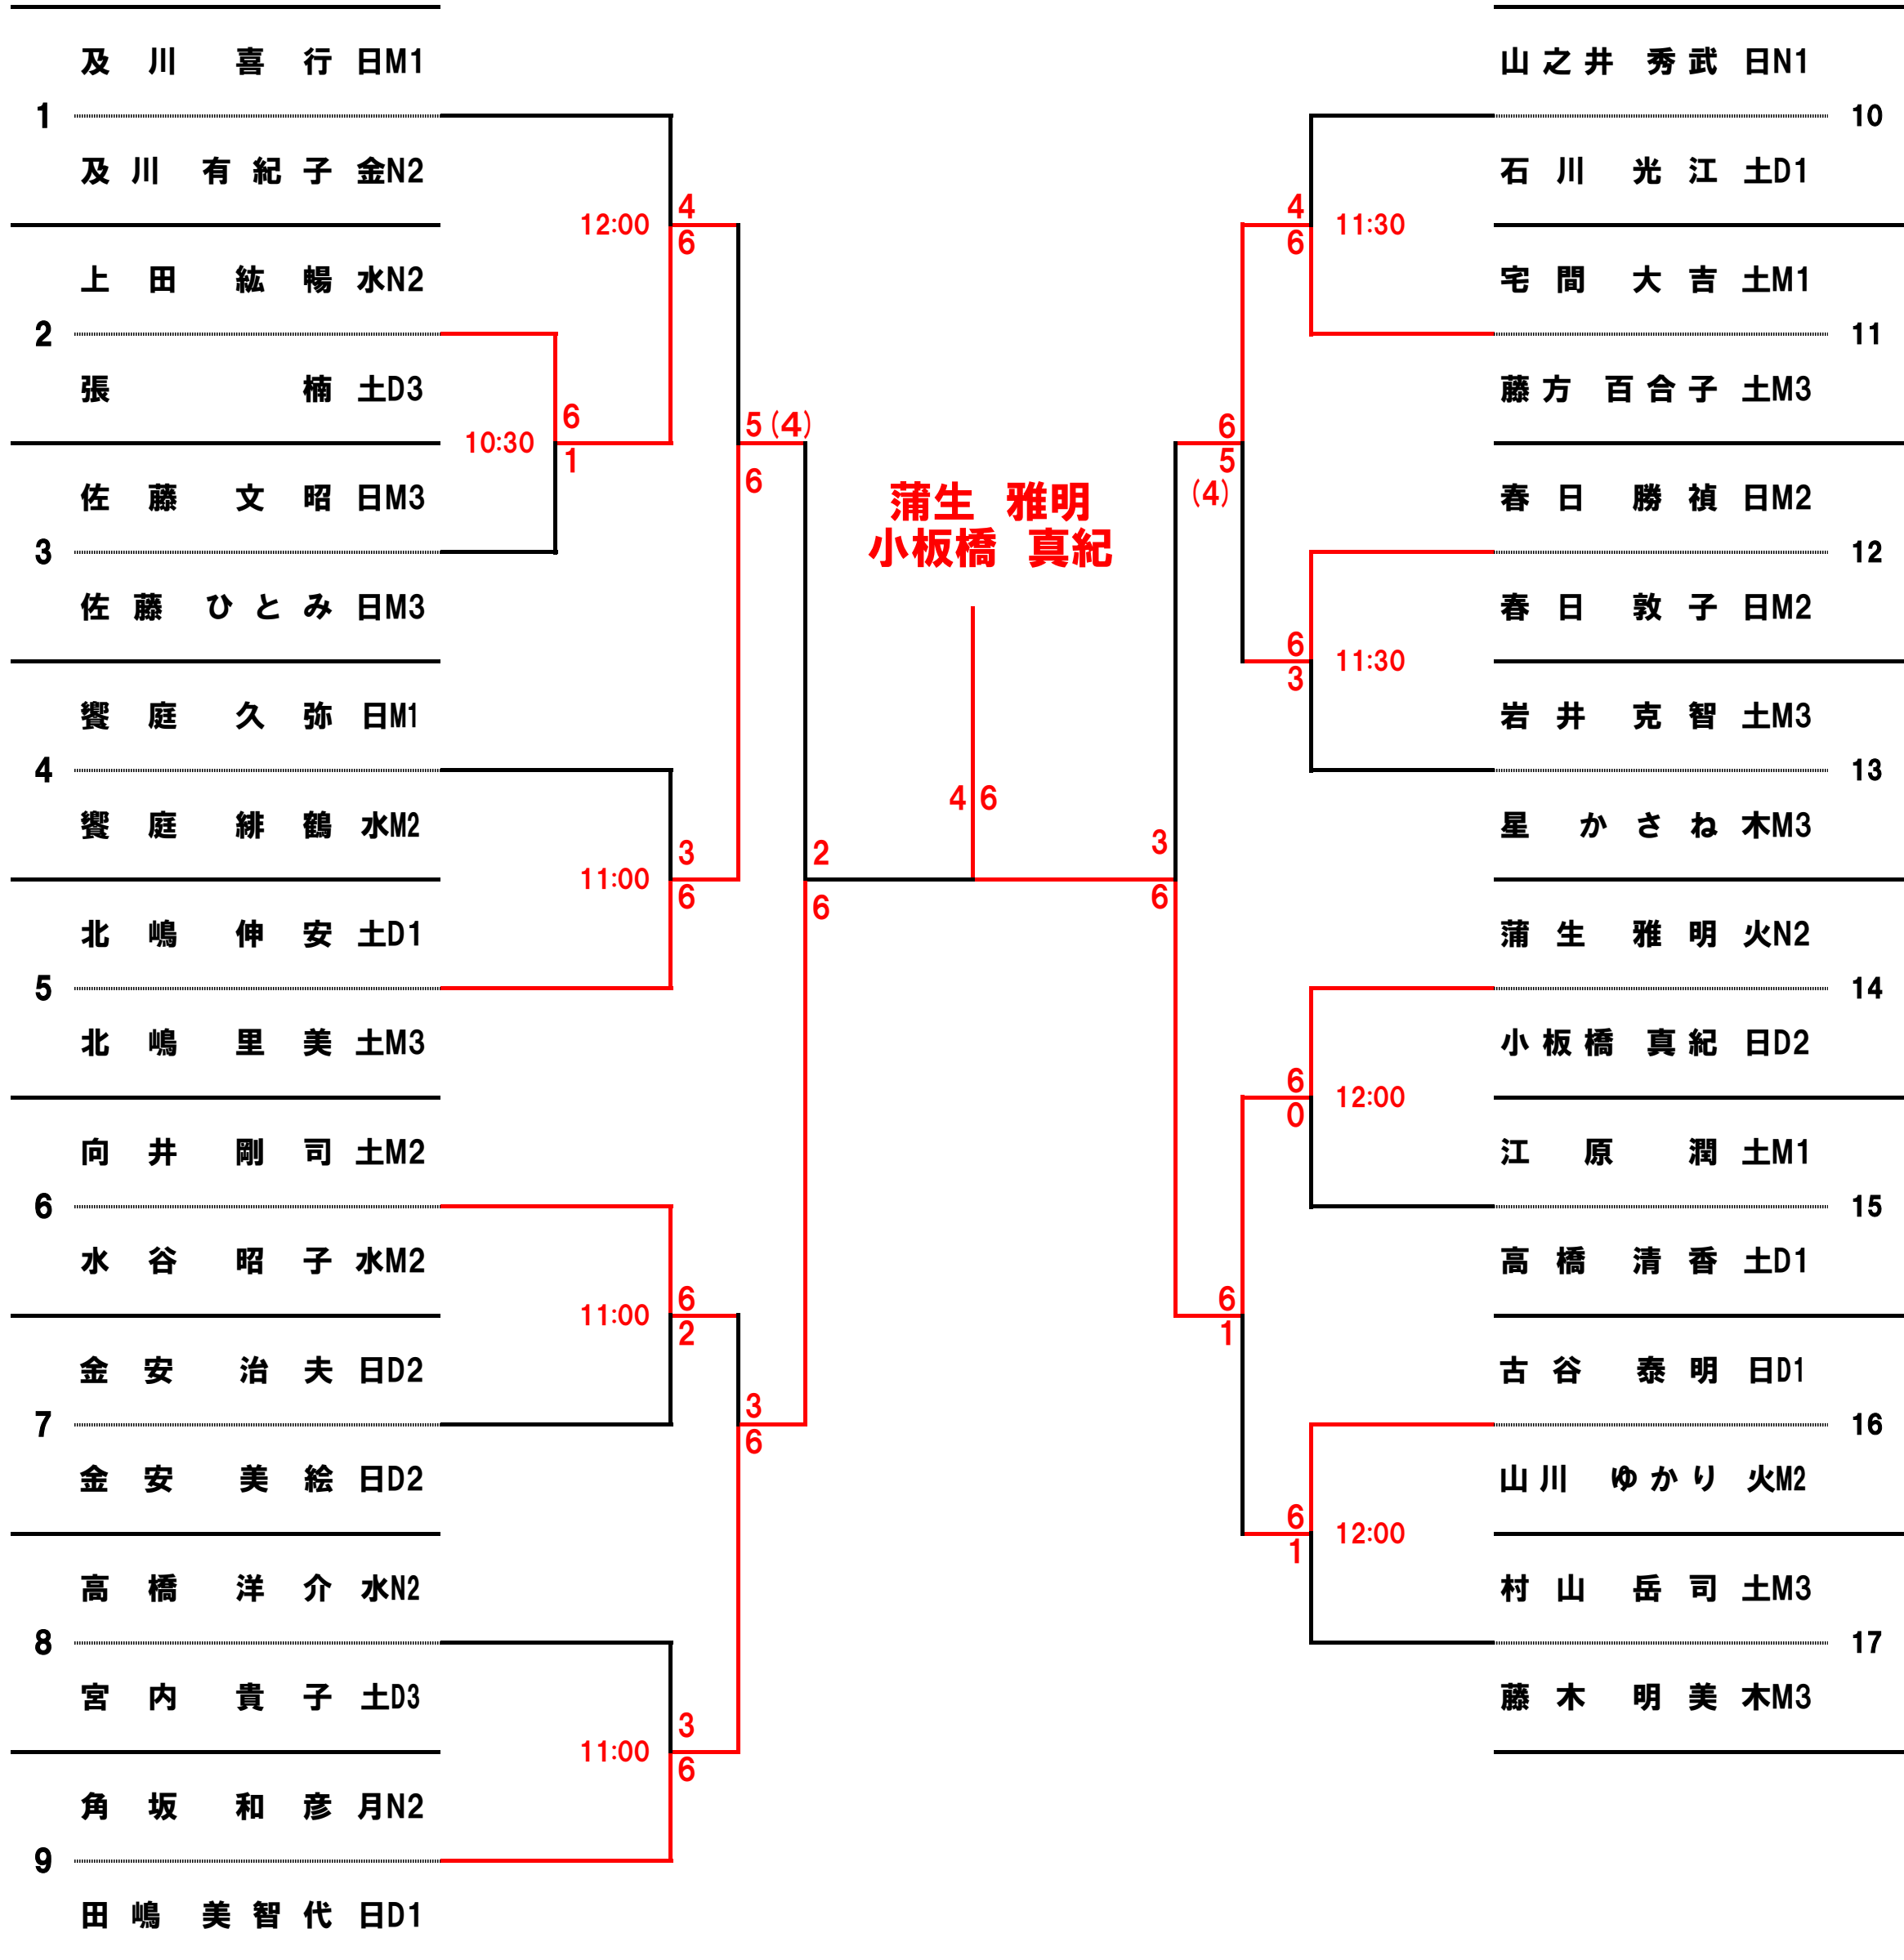 及川 喜行 日M1
1
及川 有紀子 金N2
上田 紘暢 水N2
2
張 楠 土D3
佐藤 文昭 日M3
3
佐藤 ひとみ 日M3
饗庭 久弥 日M1
4
饗庭 緋鶴 水M2
北嶋 伸安 土D1
5
北嶋 里美 土M3
向井 剛司 土M2
6
水谷 昭子 水M2
金安 治夫 日D2
7
金安 美絵 日D2
高橋 洋介 水N2
8
宮内 貴子 土D3
角坂 和彦 月N2
9
田嶋 美智代 日D1
12:00
4
6
10:30
6
1
11:00
3
6
11:00
6
2
11:00
3
6
5 (4)
6
3
6
2
6
蒲生 雅明
小板橋 真紀
4 6
3
6
6
5
(4)
6
1
4
6
11:30
6
3
11:30
6
0
12:00
6
1
12:00
山之井 秀武 日N1
10
石川 光江 土D1
宅間 大吉 土M1
11
藤方 百合子 土M3
春日 勝禎 日M2
12
春日 敦子 日M2
岩井 克智 土M3
13
星 かさね 木M3
蒲生 雅明 火N2
14
小板橋 真紀 日D2
江原 潤 土M1
15
高橋 清香 土D1
古谷 泰明 日D1
16
山川 ゆかり 火M2
村山 岳司 土M3
17
藤木 明美 木M3